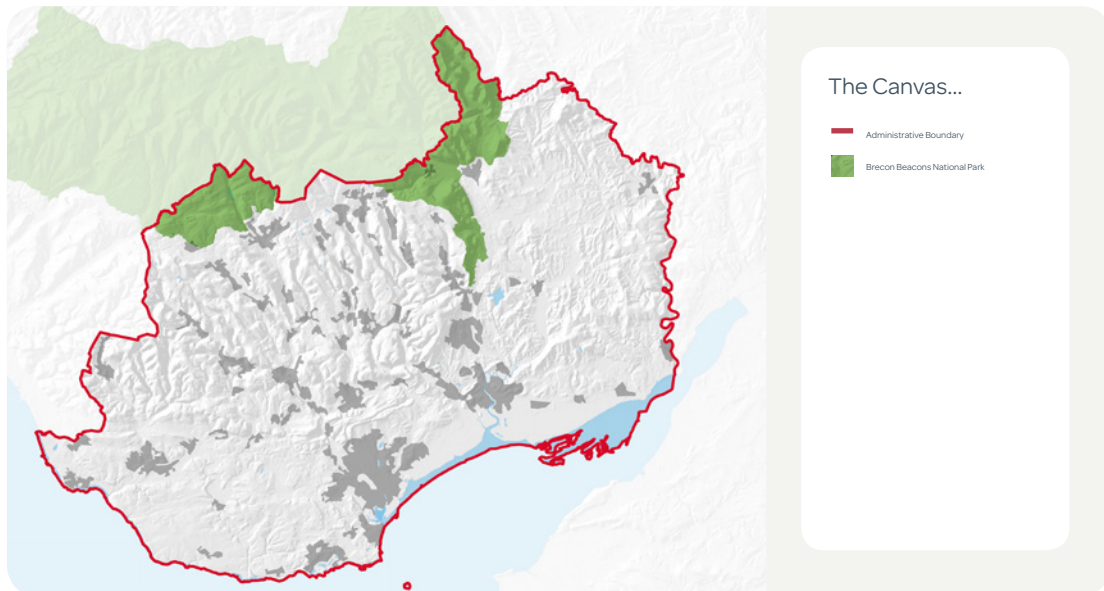 The Canvas...
Administrative Boundary
Brecon Beacons National Park